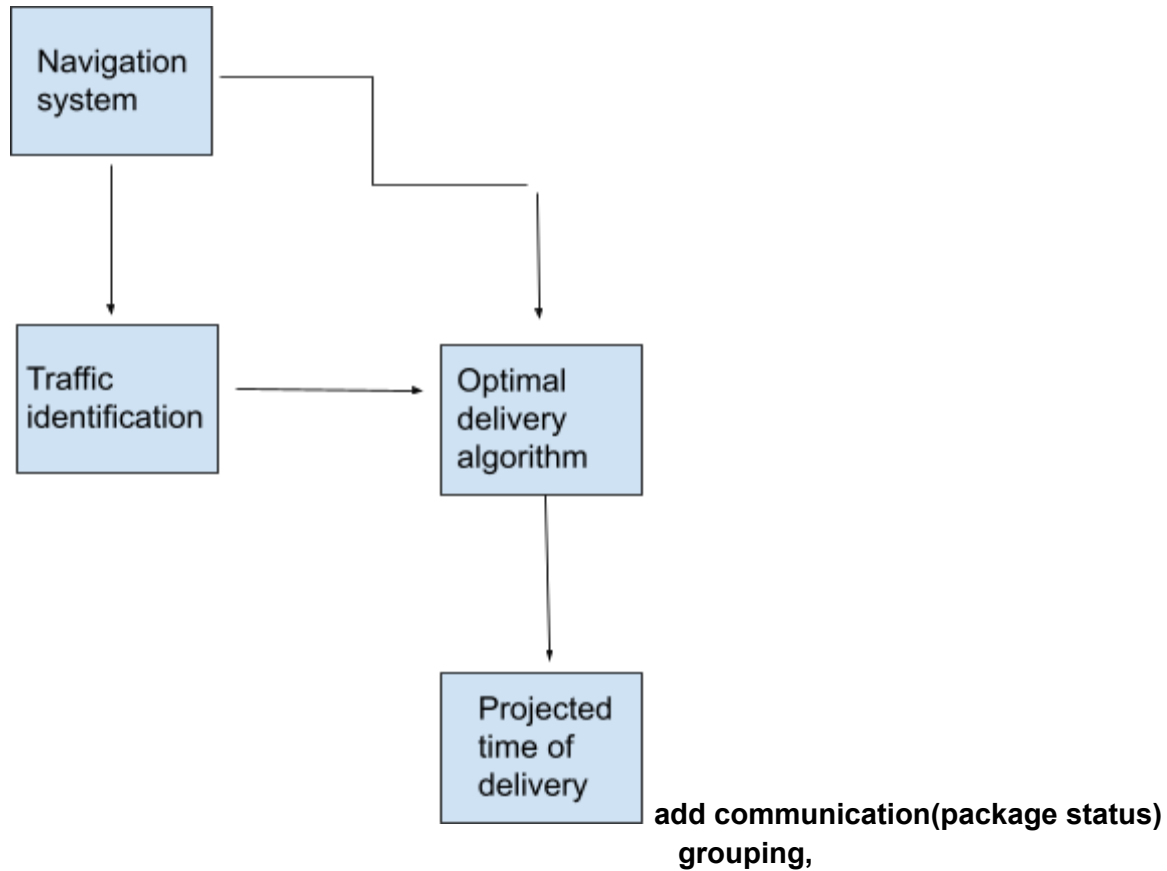 Navigation
system
Traffic
identification
Optimal
delivery
algorithm
Projected
time of
delivery
add communication(package status)
grouping,